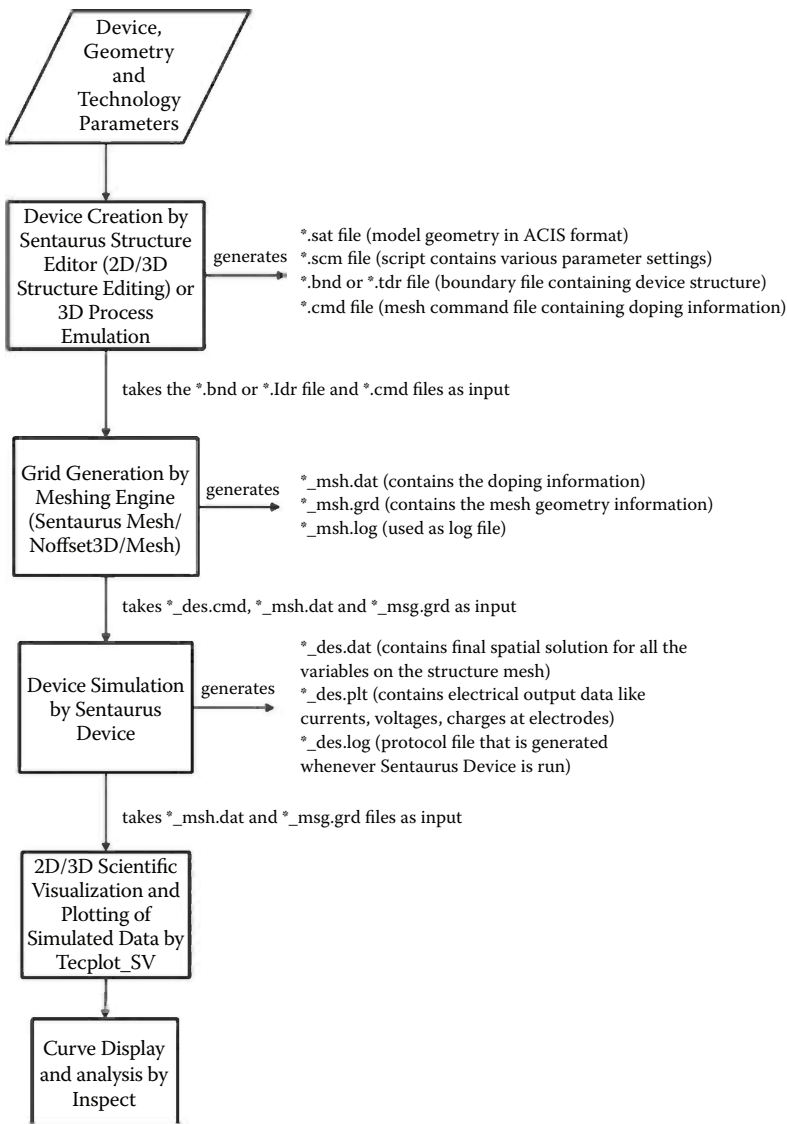 Device,
Geometry
and
Technology
Parameters
Device Creation by
Sentaurus Structure
Editor (2D/3D
Structure Editing) or
3D Process
Emulation
generates
*.sat file (model geometry in ACIS format)
*.scm file (script contains various parameter settings)
*.bnd or *.tdr file (boundary file containing device structure)
*.cmd file (mesh command file containing doping information)
takes the *.bnd or *.Idr file and *.cmd files as input
Grid Generation by
Meshing Engine
(Sentaurus Mesh/
Noffset3D/Mesh)
generates
*_msh.dat (contains the doping information)
*_msh.grd (contains the mesh geometry information)
*_msh.log (used as log file)
takes *_des.cmd, *_msh.dat and *_msg.grd as input
Device Simulation
by Sentaurus
Device
generates
*_des.dat (contains final spatial solution for all the
variables on the structure mesh)
*_des.plt (contains electrical output data like
currents, voltages, charges at electrodes)
*_des.log (protocol file that is generated
whenever Sentaurus Device is run)
takes *_msh.dat and *_msg.grd files as input
2D/3D Scientific
Visualization and
Plotting of
Simulated Data by
Tecplot_SV
Curve Display
and analysis by
Inspect